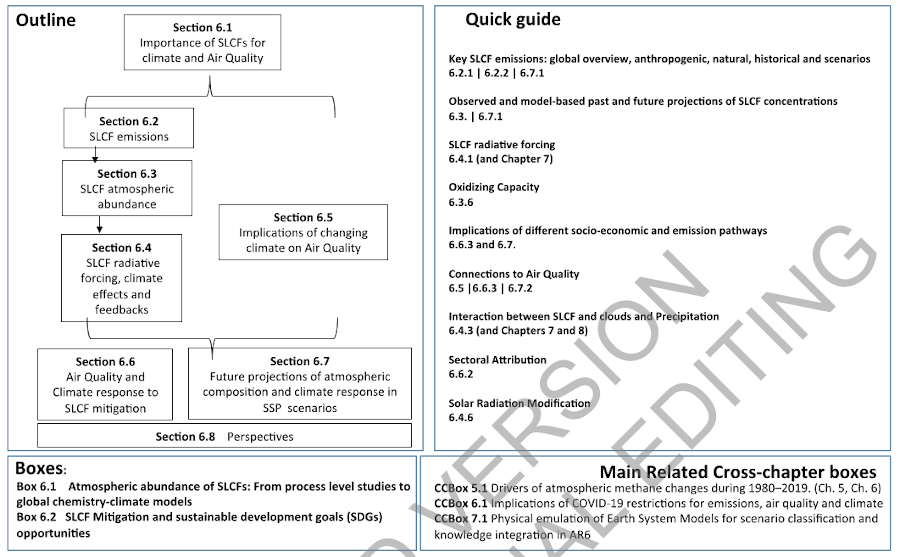 Outline
Section 6.1
Importance of SLCFs for
climate and Air Quality
Section 6.2
SLCF emissions
Section 6.3
SLCF atmospheric
abundance
Section 6.4
SLCF radiative
forcing, climate
effects and
feedbacks
Section 6.5
Implications of changing
climate on Air Quality
Section 6.6
Air Quality and
Climate response to
SLCF mitigation
Section 6.7
Future projections of atmospheric
composition and climate response in
SSP scenarios
Section 6.8 Perspectives
Quick guide
Key SLCF emissions: global overview, anthropogenic, natural, historical and scenarios
6.2.1 | 6.2.2 | 6.7.1
Observed and model-based past and future projections of SLCF concentrations
6.3. | 6.7.1
SLCF radiative forcing
6.4.1 (and Chapter 7)
Oxidizing Capacity
6.3.6
Implications of different socio-economic and emission pathways
6.6.3 and 6.7.
Connections to Air Quality
6.5 |6.6.3 | 6.7.2
Interaction between SLCF and clouds and Precipitation
6.4.3 (and Chapters 7 and 8)
Sectoral Attribution
6.6.2
Solar Radiation Modification
6.4.6
Boxes:
Box 6.1 Atmospheric abundance of SLCFs: From process level studies to
global chemistry-climate models
Box 6.2 SLCF Mitigation and sustainable development goals (SDGs)
opportunities
Main Related Cross-chapter boxes
CCBox 5.1 Drivers of atmospheric methane changes during 1980–2019. (Ch. 5, Ch. 6)
CCBox 6.1 Implications of COVID-19 restrictions for emissions, air quality and climate
CCBox 7.1 Physical emulation of Earth System Models for scenario classification and
knowledge integration in AR6
VERSION
EDITING